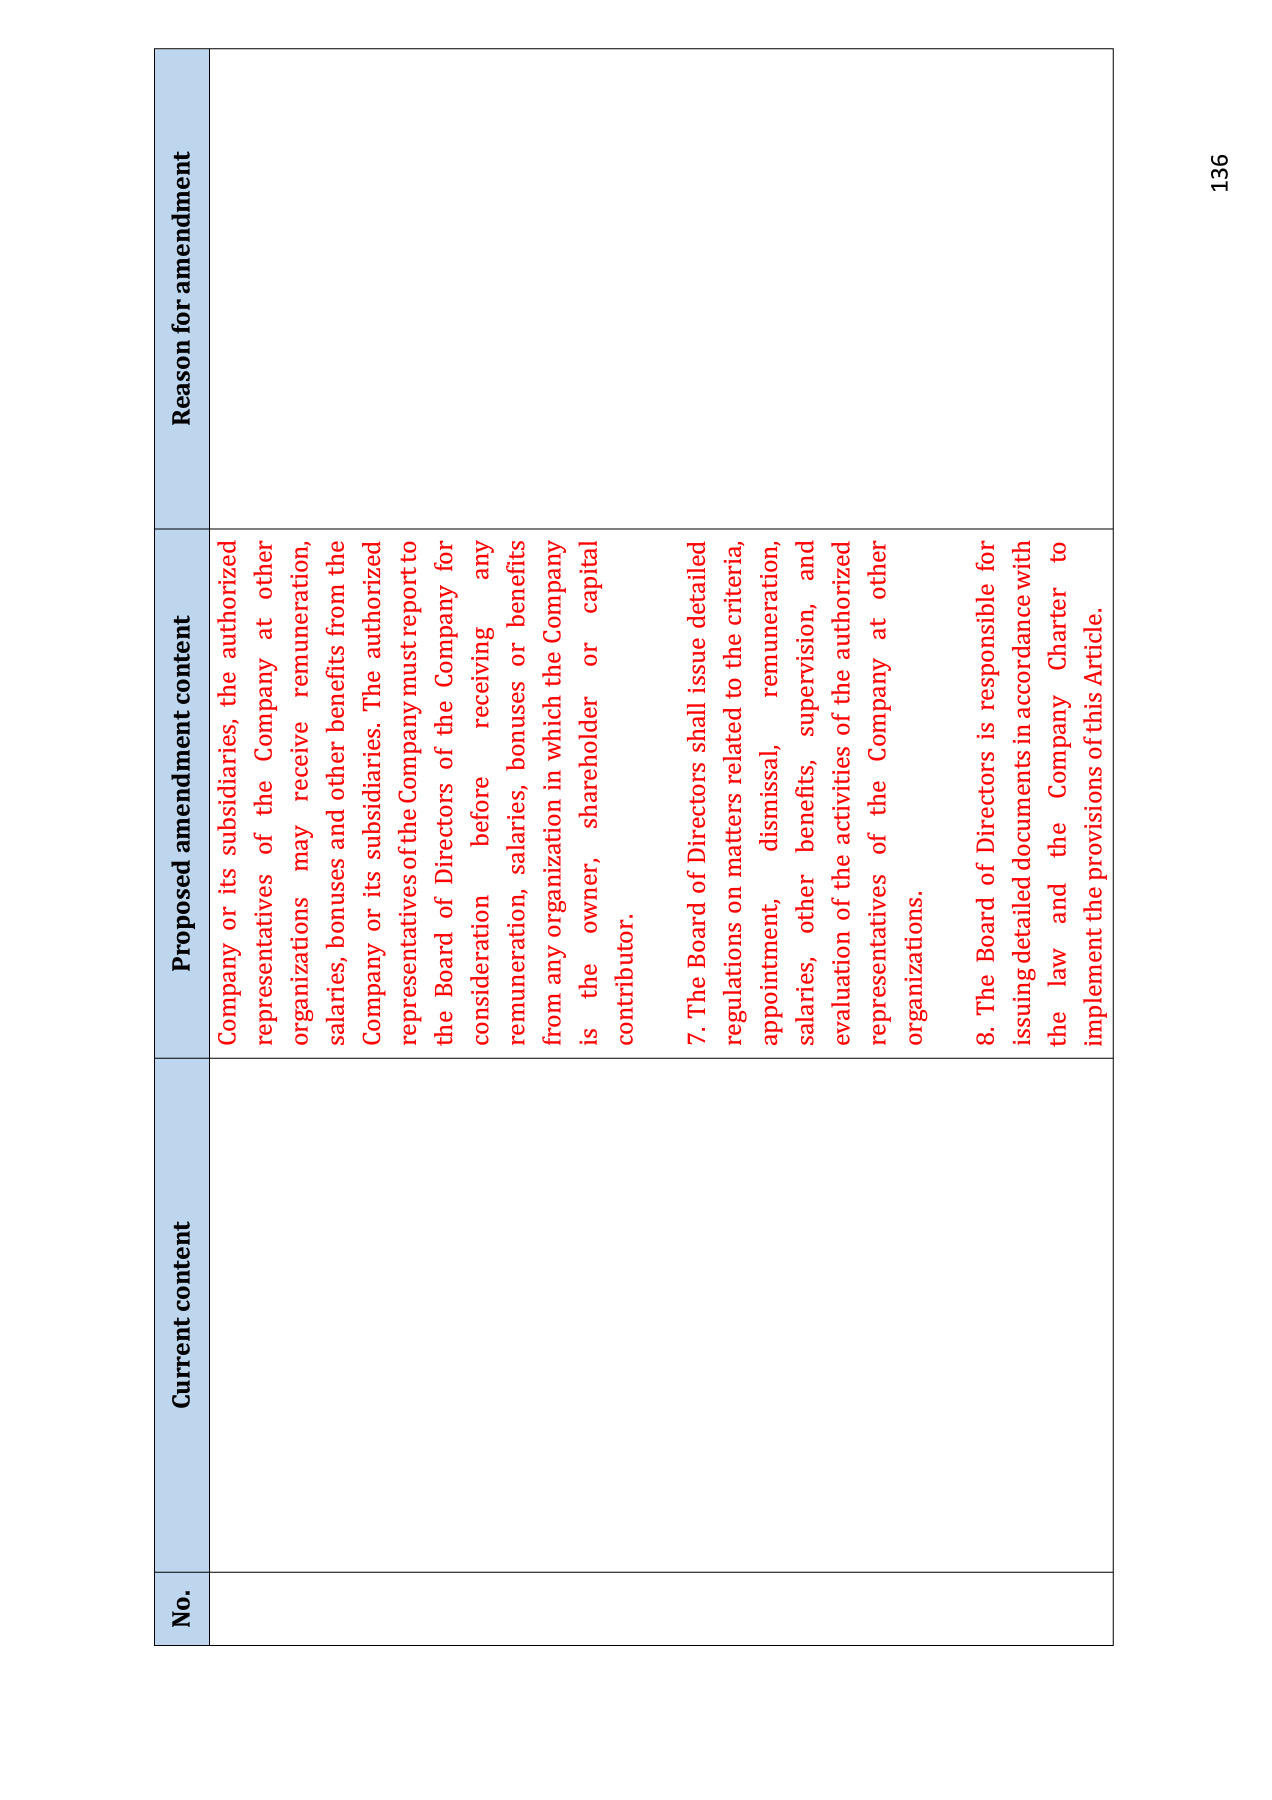 No.
Current content
Proposed amendment content
Reason for amendment
Company or its subsidiaries, the authorized
representatives of the Company at other
organizations may receive remuneration,
salaries, bonuses and other benefits from the
Company or its subsidiaries. The authorized
representatives of the Company must report to
the Board of Directors of the Company for
consideration before receiving any
remuneration, salaries, bonuses or benefits
from any organization in which the Company
is the owner, shareholder or capital
contributor.
7. The Board of Directors shall issue detailed
regulations on matters related to the criteria,
appointment, dismissal, remuneration,
salaries, other benefits, supervision, and
evaluation of the activities of the authorized
representatives of the Company at other
organizations.
8. The Board of Directors is responsible for
issuing detailed documents in accordance with
the law and the Company Charter to
implement the provisions of this Article.
136